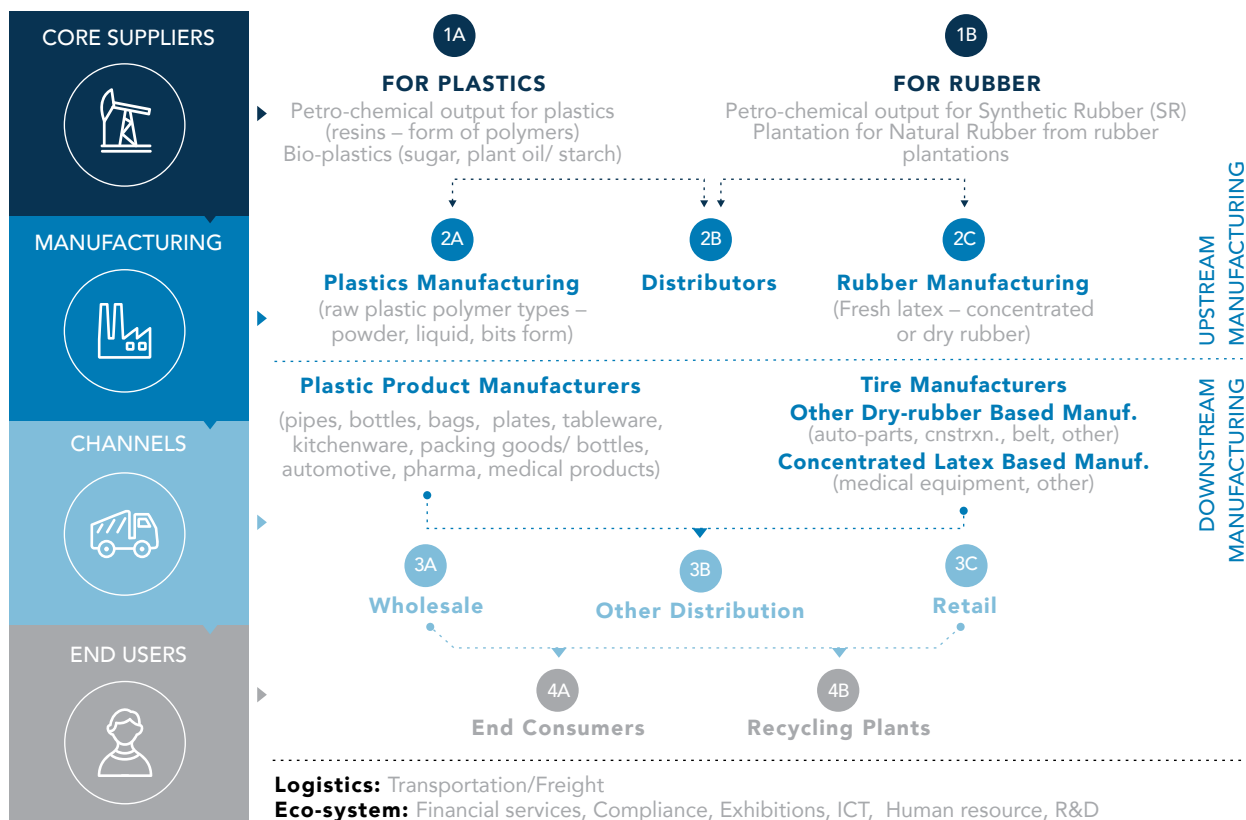 CORE SUPPLIERS
1A
1B
FOR PLASTICS
FOR RUBBER
Petro-chemical output for plastics
(resins – form of polymers)
Bio-plastics (sugar, plant oil/ starch)
Petro-chemical output for Synthetic Rubber (SR)
Plantation for Natural Rubber from rubber
plantations
MANUFACTURING
2A
2B
2C
Plastics Manufacturing
(raw plastic polymer types –
powder, liquid, bits form)
Distributors
Rubber Manufacturing
(Fresh latex – concentrated
or dry rubber)
UPSTREAM
MANUFACTURING
Plastic Product Manufacturers
(pipes, bottles, bags, plates, tableware,
kitchenware, packing goods/ bottles,
automotive, pharma, medical products)
Tire Manufacturers
Other Dry-rubber Based Manuf.
(auto-parts, cnstrxn., belt, other)
Concentrated Latex Based Manuf.
(medical equipment, other)
DOWNSTREAM
MANUFACTURING
CHANNELS
3A
3B
3C
Wholesale
Other Distribution
Retail
END USERS
4A
4B
End Consumers
Recycling Plants
Logistics: Transportation/Freight
Eco-system: Financial services, Compliance, Exhibitions, ICT, Human resource, R&D